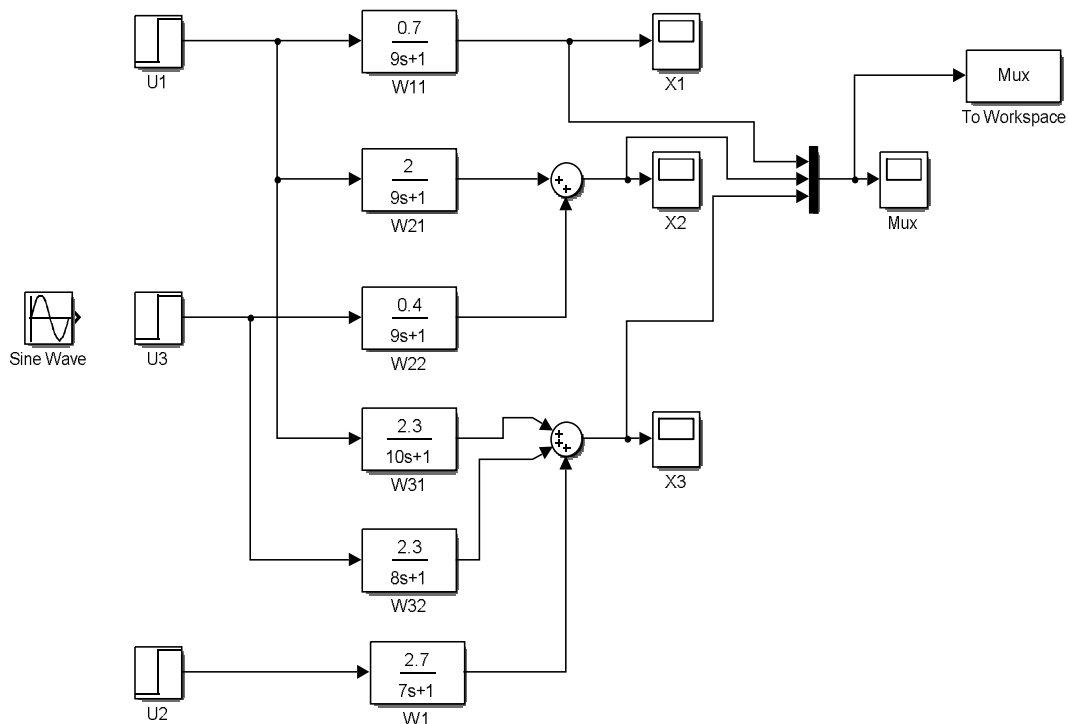 U1
0.7
9s+1
W11
X1
Mux
To Workspace
2
9s+1
W21
+
+
X2
Mux
Sine Wave
U3
0.4
9s+1
W22
2.3
10s+1
W31
+
+
+
X3
2.3
8s+1
W32
U2
2.7
7s+1
W1